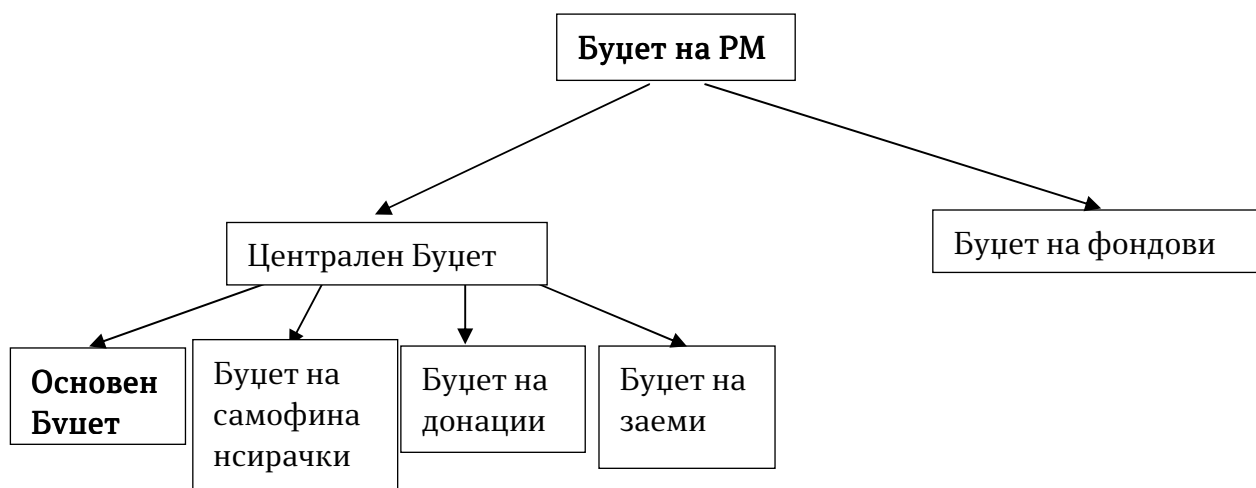 Буџет на РМ
Централен Буџет
Буџет на фондови
Основен
Буџет
Буџет на
самофина
нсирачки
Буџет на
донации
Буџет на
заеми